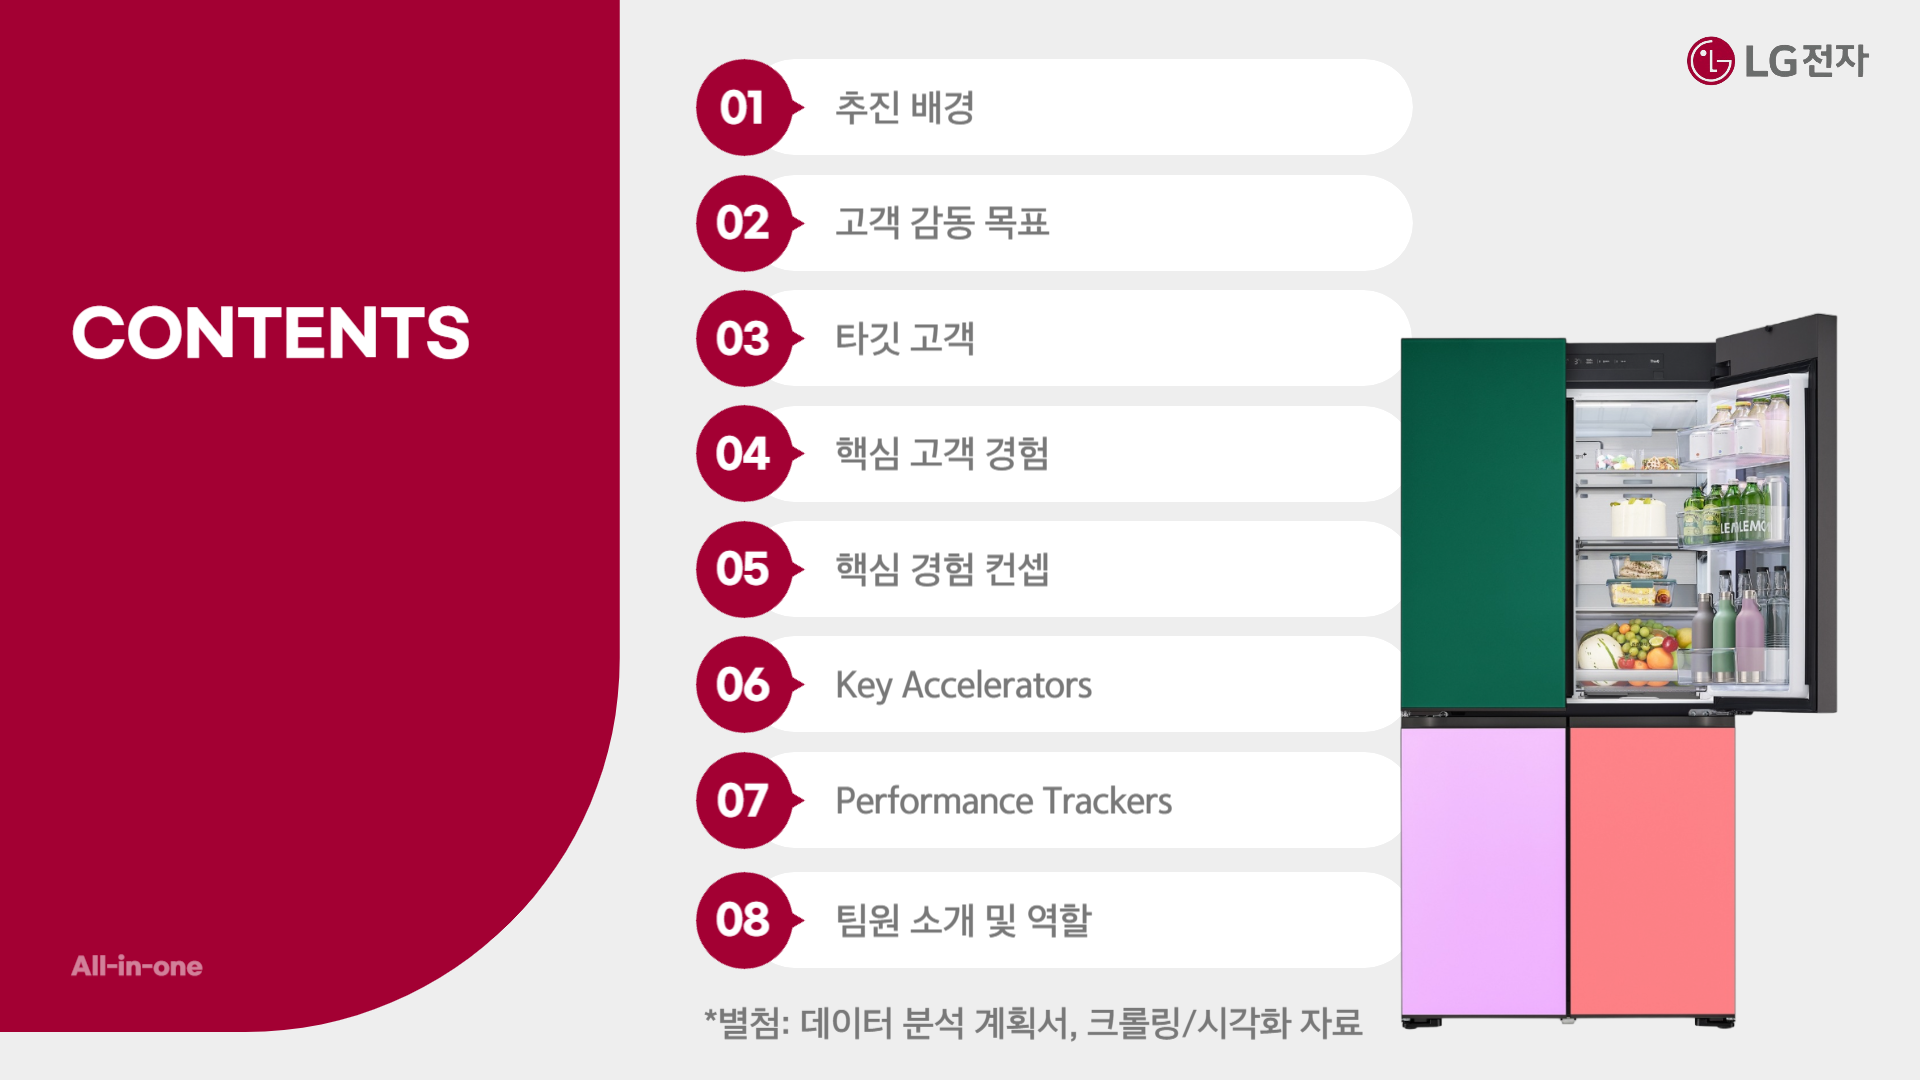 LG전자
CONTENTS
01 추진 배경
02 고객 감동 목표
03 타깃 고객
04 핵심 고객 경험
05 핵심 경험 컨셉
06 Key Accelerators
07 Performance Trackers
08 팀원 소개 및 역할
All-in-one
*별첨: 데이터 분석 계획서, 크롤링/시각화 자료